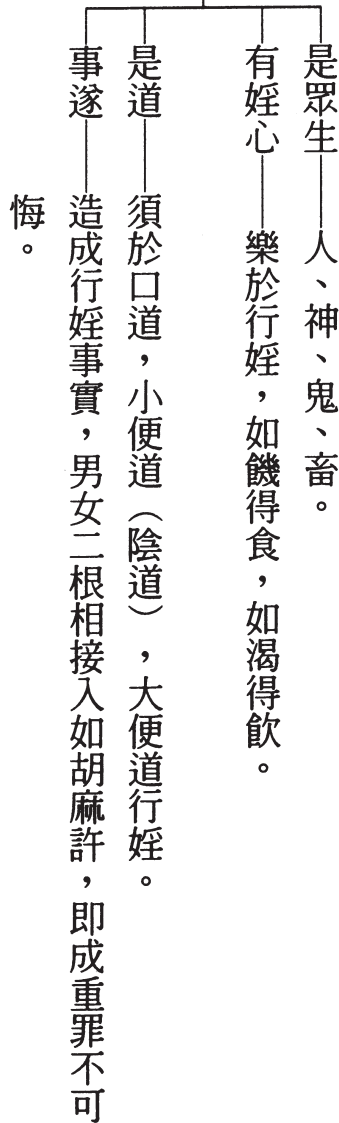 是眾生——人、神、鬼、畜。
有婬心——樂於行婬，如饑得食，如渴得飲。
是道——須於口道，小便道（陰道），大便道行婬。
事遂——造成行婬事實，男女二根相接入如胡麻許，即成重罪不可
悔。